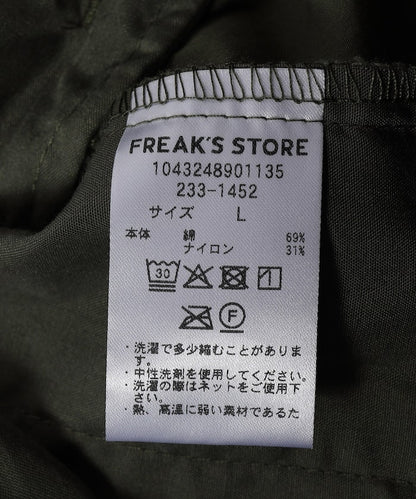 FREAK'S STORE
1043248901135
233-1452
サイズ L
本体 綿 69%
ナイロン 31%
30
F
・洗濯で多少縮むことがありま
す。
・中性洗剤を使用してください。
・洗濯の際はネットをご使用下
さい。
・熱、高温に弱い素材であるた